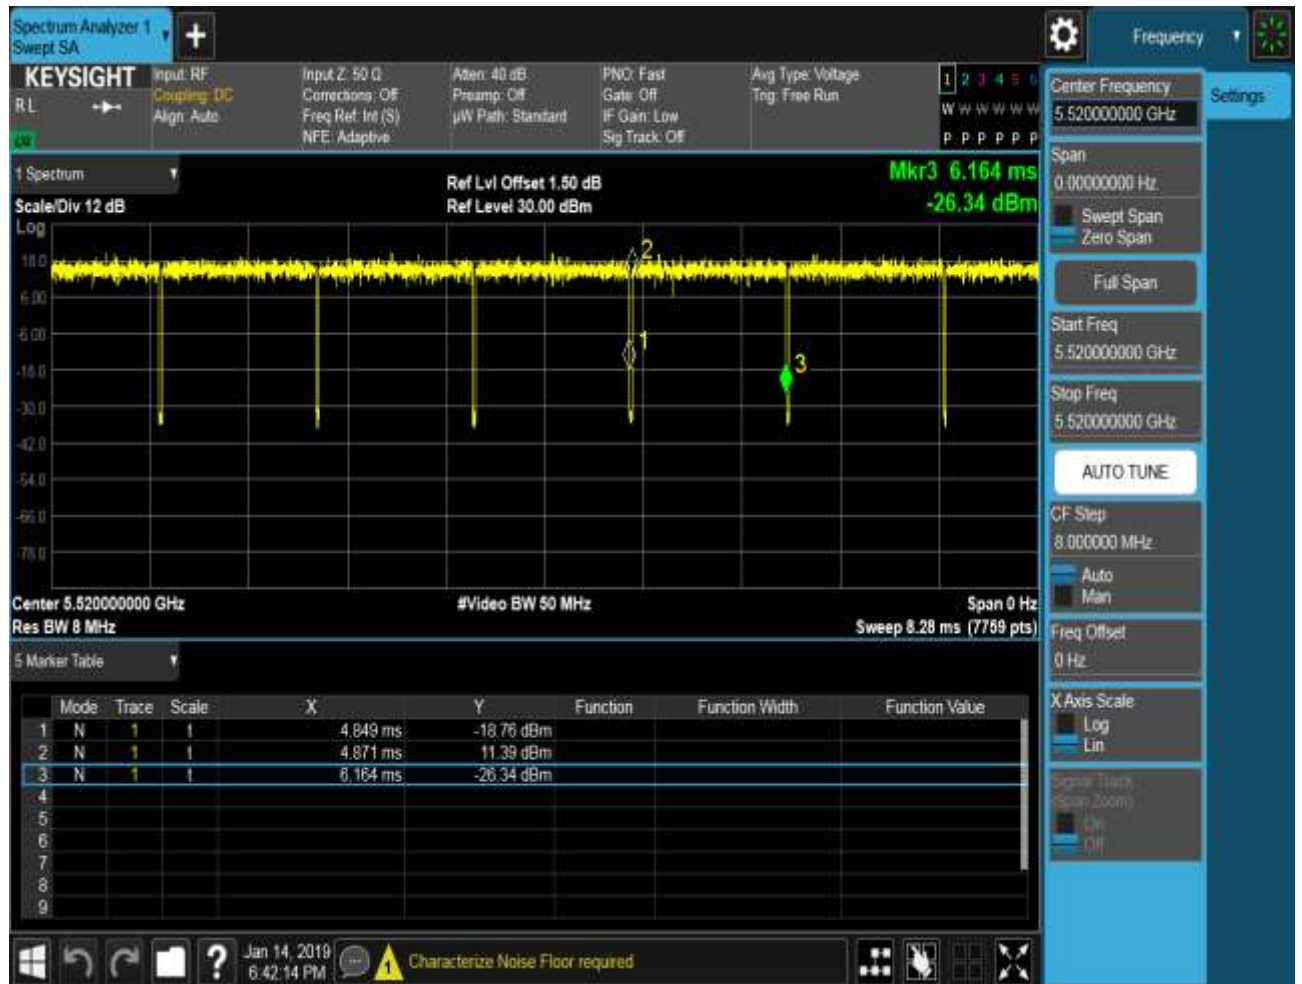 Spectrum Analyzer 1
Swept SA
+
Frequency
KEYSIGHT
R L
Input: RF
Coupling: DC
Align: Auto
Input Z: 50 Ω
Corrections: Off
Freq Ref: Int (S)
NFE: Adaptive
Atten: 40 dB
Preamp: Off
µW Path: Standard
PNO: Fast
Gate: Off
IF Gain: Low
Sig Track: Off
Avg Type: Voltage
Trig: Free Run
1 2 3 4 5 6
W W W W W W
P P P P P P
1 Spectrum
Scale/Div 12 dB
Log
Ref Lvl Offset 1.50 dB
Ref Level 30.00 dBm
Mkr3 6.164 ms
-26.34 dBm
18.0
6.00
-6.00
-18.0
-30.0
-42.0
-54.0
-66.0
-78.0
2
1
3
Center 5.520000000 GHz
Res BW 8 MHz
#Video BW 50 MHz
Span 0 Hz
Sweep 8.28 ms (7759 pts)
5 Marker Table
Mode Trace Scale X Y Function Function Width Function Value
1 N 1 t 4.849 ms -18.76 dBm
2 N 1 t 4.871 ms 11.39 dBm
3 N 1 t 6.164 ms -26.34 dBm
4
5
6
7
8
9
Jan 14, 2019
6:42:14 PM
?
1
Characterize Noise Floor required
Settings
Center Frequency
5.520000000 GHz
Span
0.00000000 Hz
Swept Span
Zero Span
Full Span
Start Freq
5.520000000 GHz
Stop Freq
5.520000000 GHz
AUTO TUNE
CF Step
8.000000 MHz
Auto
Man
Freq Offset
0 Hz
X Axis Scale
Log
Lin
Signal Track
(Span Zoom)
On
Off